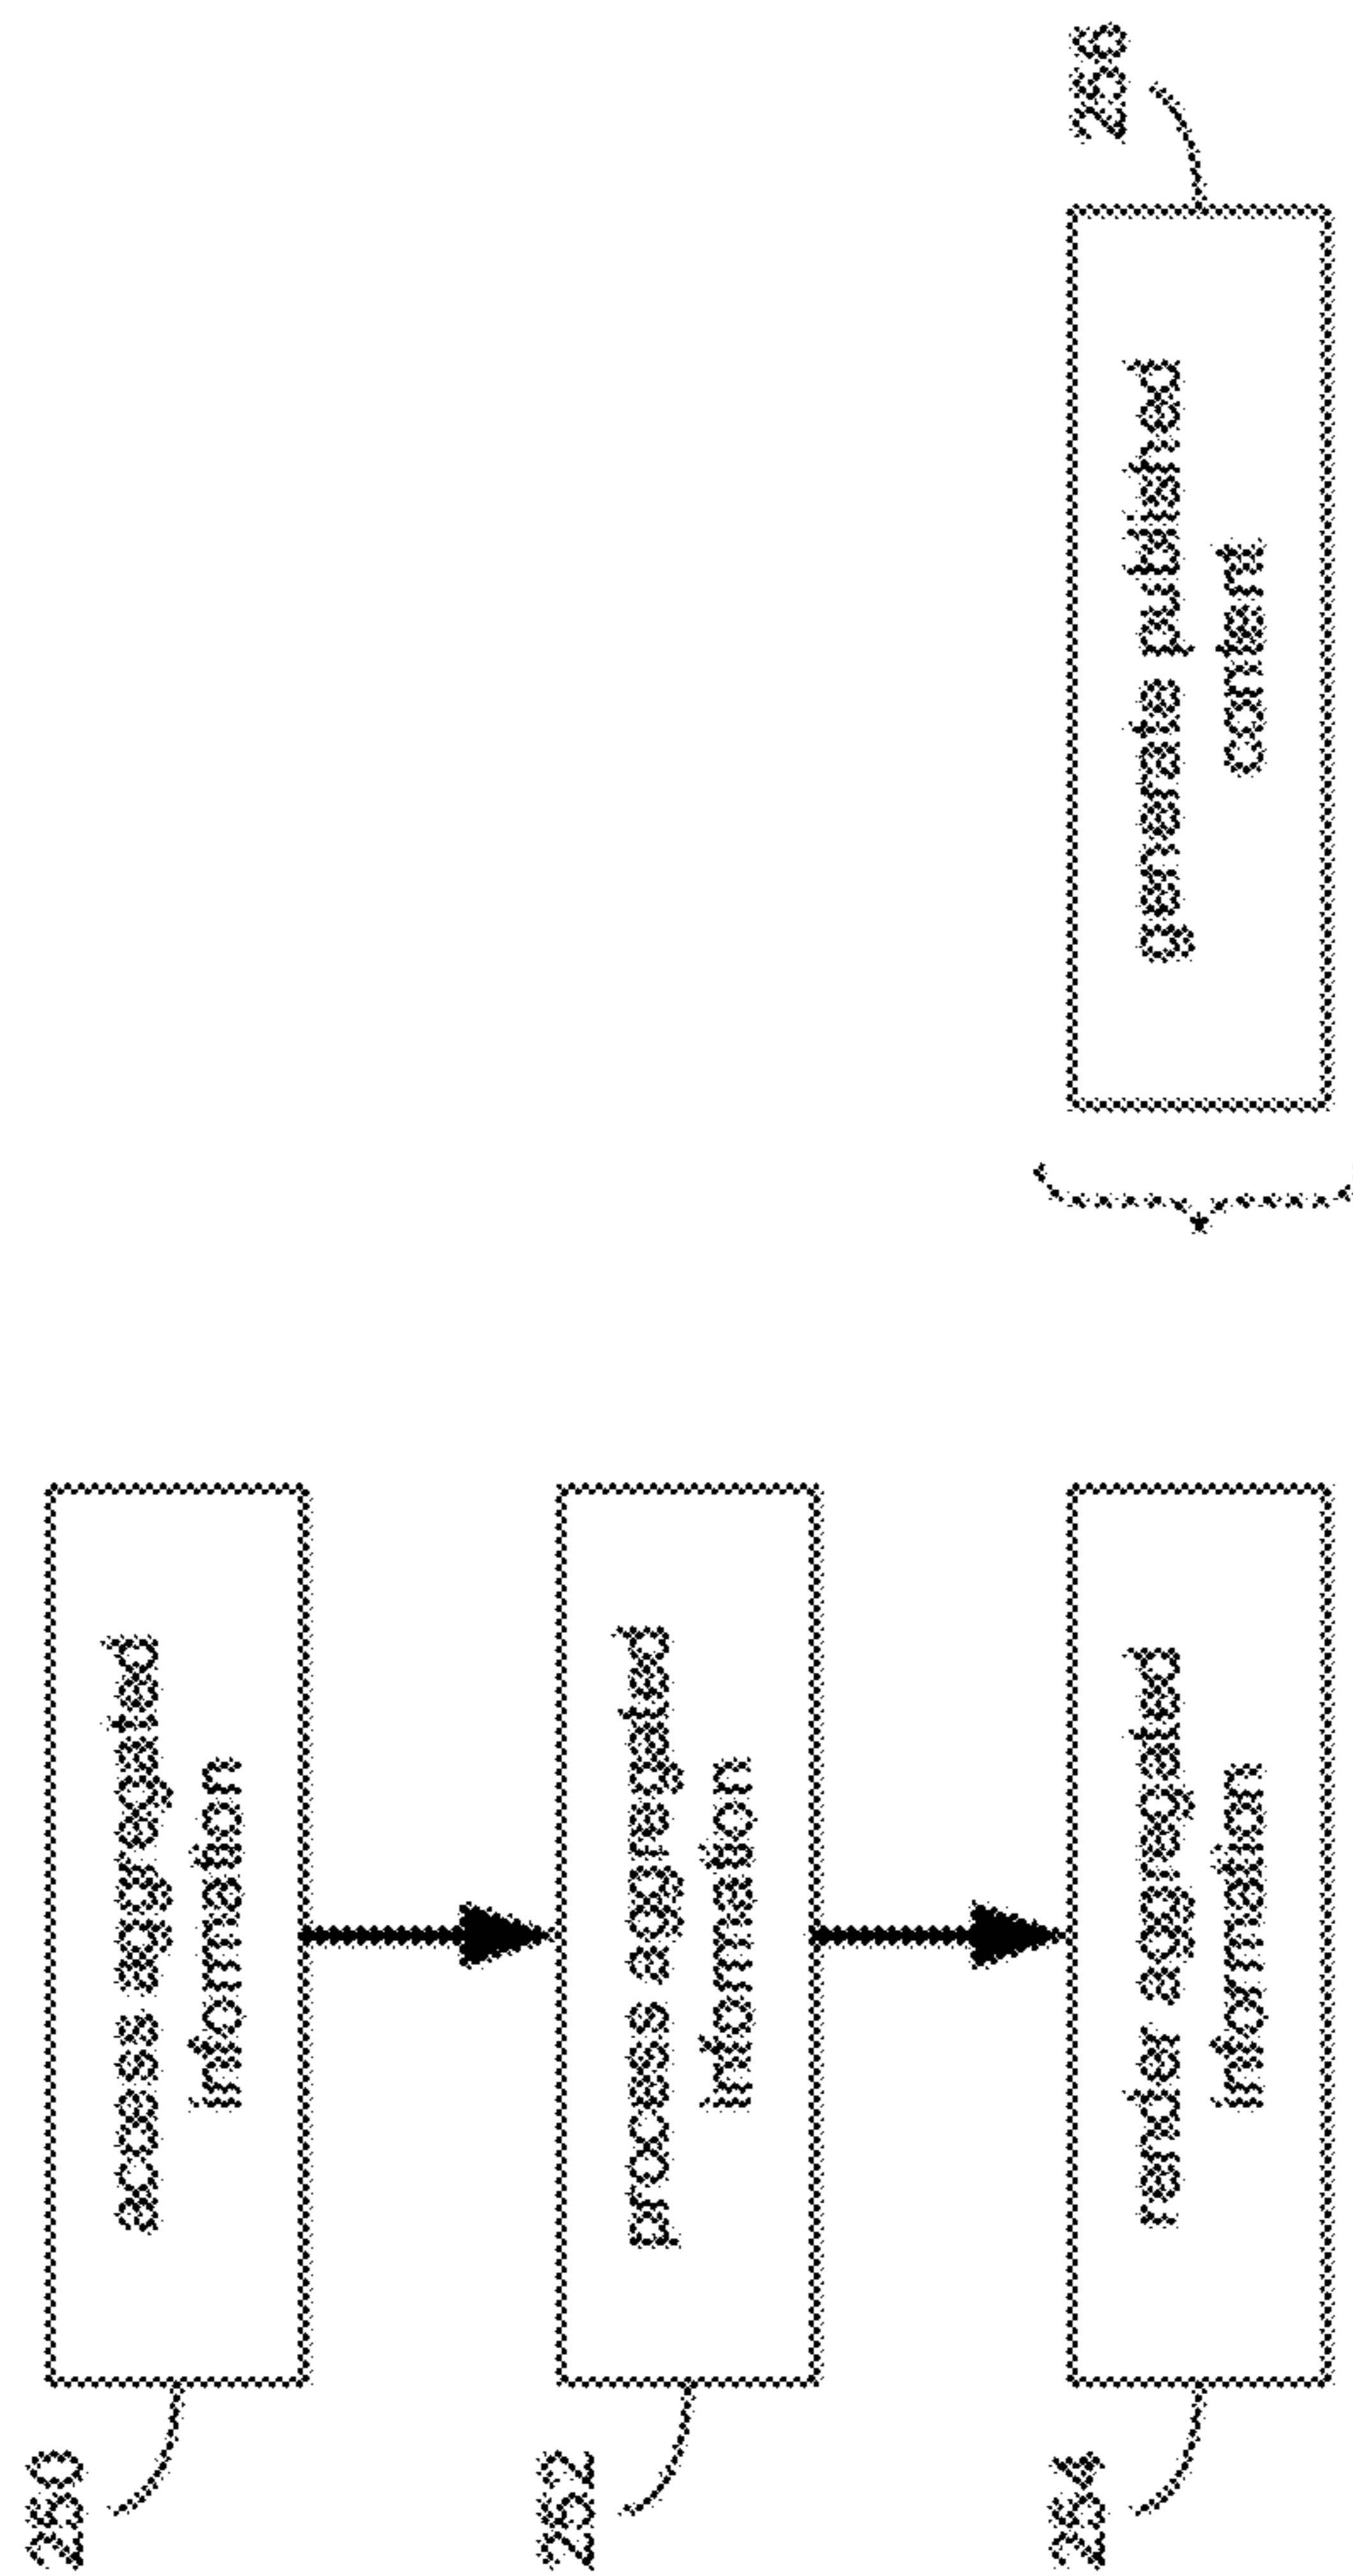 250
access aggregated
information
252
process aggregated
information
254
render aggregated
information
256
generate published
content